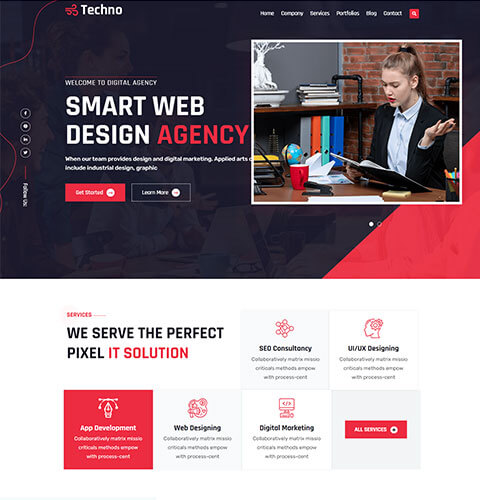 Techno
Home Company Services Portfolios Blog Contact
WELCOME TO DIGITAL AGENCY
SMART WEB
DESIGN AGENCY
When our team provides design and digital marketing. Applied arts c
include industrial design, graphic
Get Started
Learn More
Follow Us:
SERVICES
WE SERVE THE PERFECT
PIXEL IT SOLUTION
SEO Consultancy
Collaboratively matrix missio
criticals methods empow
with process-cent
UI/UX Designing
Collaboratively matrix missio
criticals methods empow
with process-cent
App Development
Collaboratively matrix missio
criticals methods empow
with process-cent
Web Designing
Collaboratively matrix missio
criticals methods empow
with process-cent
Digital Marketing
Collaboratively matrix missio
criticals methods empow
with process-cent
ALL SERVICES